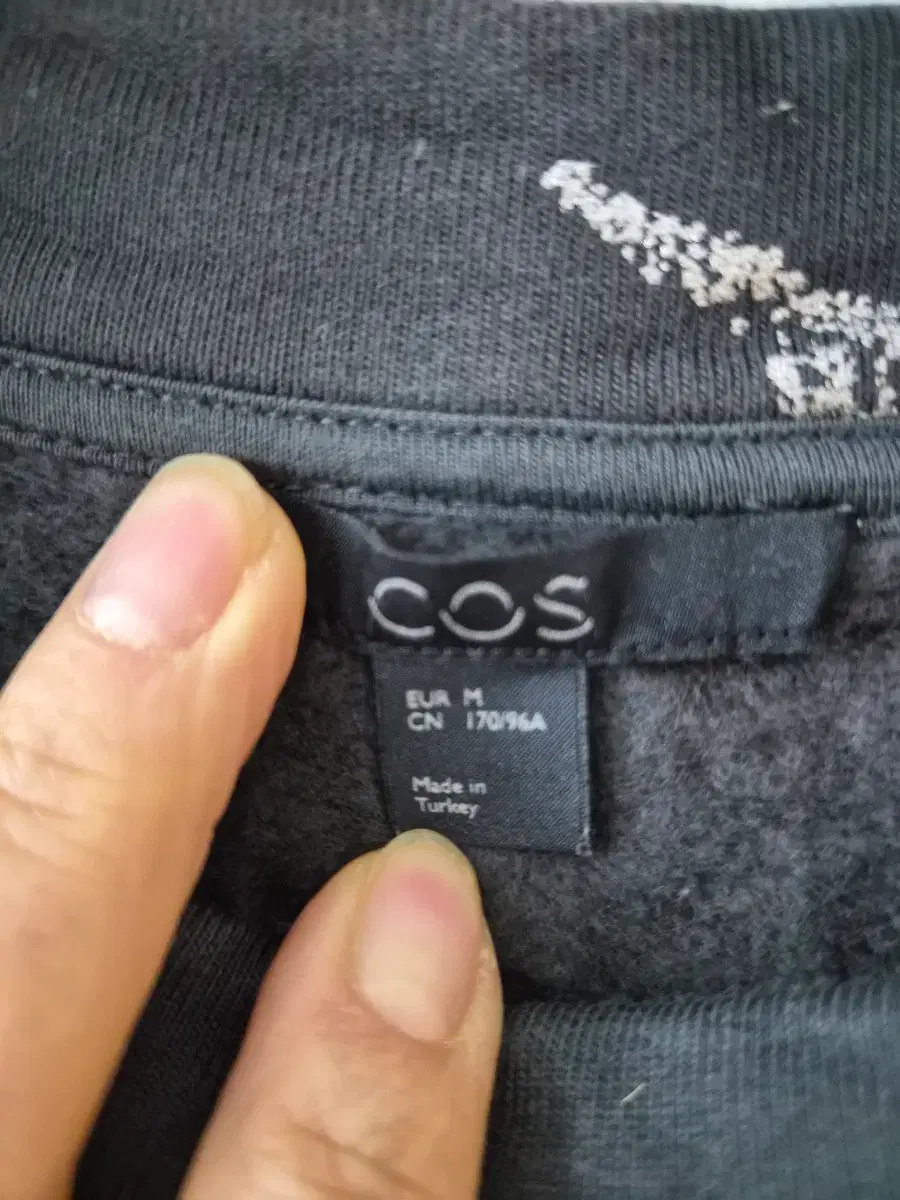 COS
EUR M
CN 170/96A
Made in
Turkey